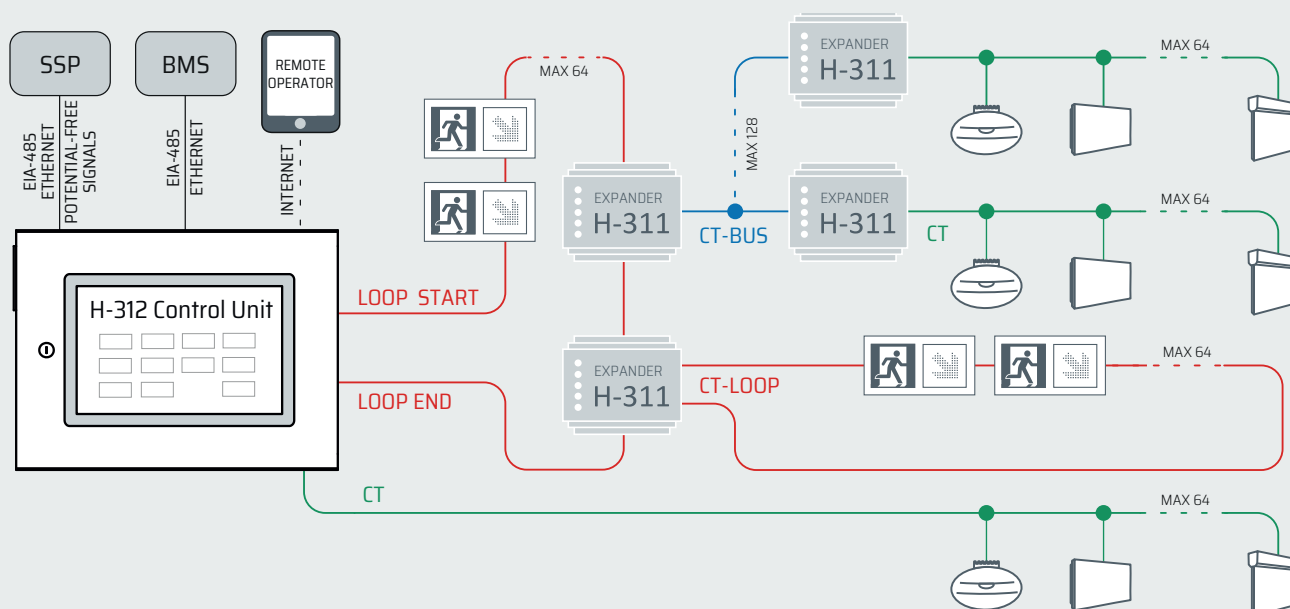 SSP
BMS
REMOTE
OPERATOR
EIA-485
ETHERNET
POTENTIAL-FREE
SIGNALS
EIA-485
ETHERNET
INTERNET
H-312 Control Unit
LOOP START
LOOP END
CT
MAX 64
EXPANDER
H-311
CT-BUS
MAX 128
EXPANDER
H-311
MAX 64
EXPANDER
H-311
CT
MAX 64
EXPANDER
H-311
CT-LOOP
MAX 64
MAX 64